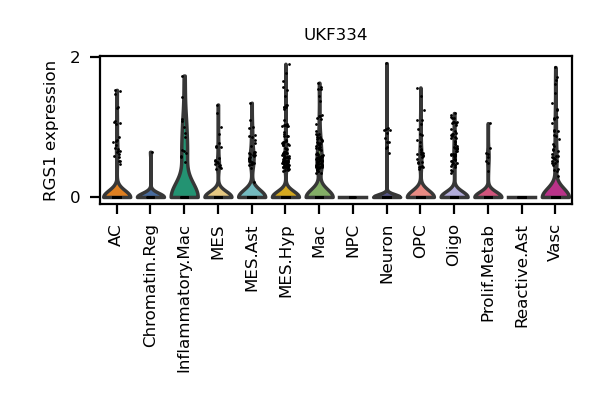 UKF334
RGS1 expression
2
0
AC
Chromatin.Reg
Inflammatory.Mac
MES
MES.Ast
MES.Hyp
Mac
NPC
Neuron
OPC
Oligo
Prolif.Metab
Reactive.Ast
Vasc